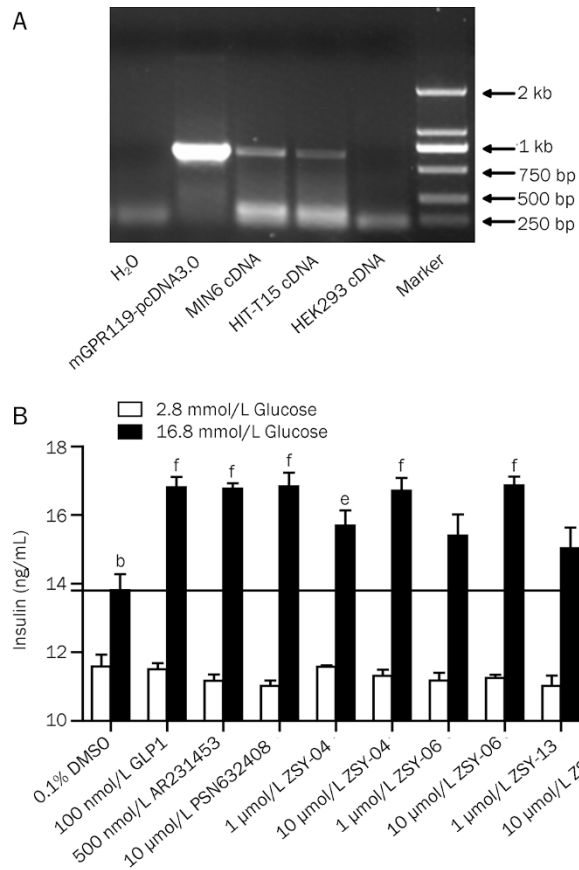 A
2 kb
1 kb
750 bp
500 bp
250 bp
H₂O
mGPR119-pcDNA3.0
MIN6 cDNA
HIT-T15 cDNA
HEK293 cDNA
Marker
B
2.8 mmol/L Glucose
16.8 mmol/L Glucose
Insulin (ng/mL)
18
16
14
12
10
b
f
f
f
e
f
f
0.1% DMSO
100 nmol/L GLP1
500 nmol/L AR231453
10 μmol/L PSN632408
1 μmol/L ZSY-04
10 μmol/L ZSY-04
1 μmol/L ZSY-06
10 μmol/L ZSY-06
1 μmol/L ZSY-13
10 μmol/L ZS